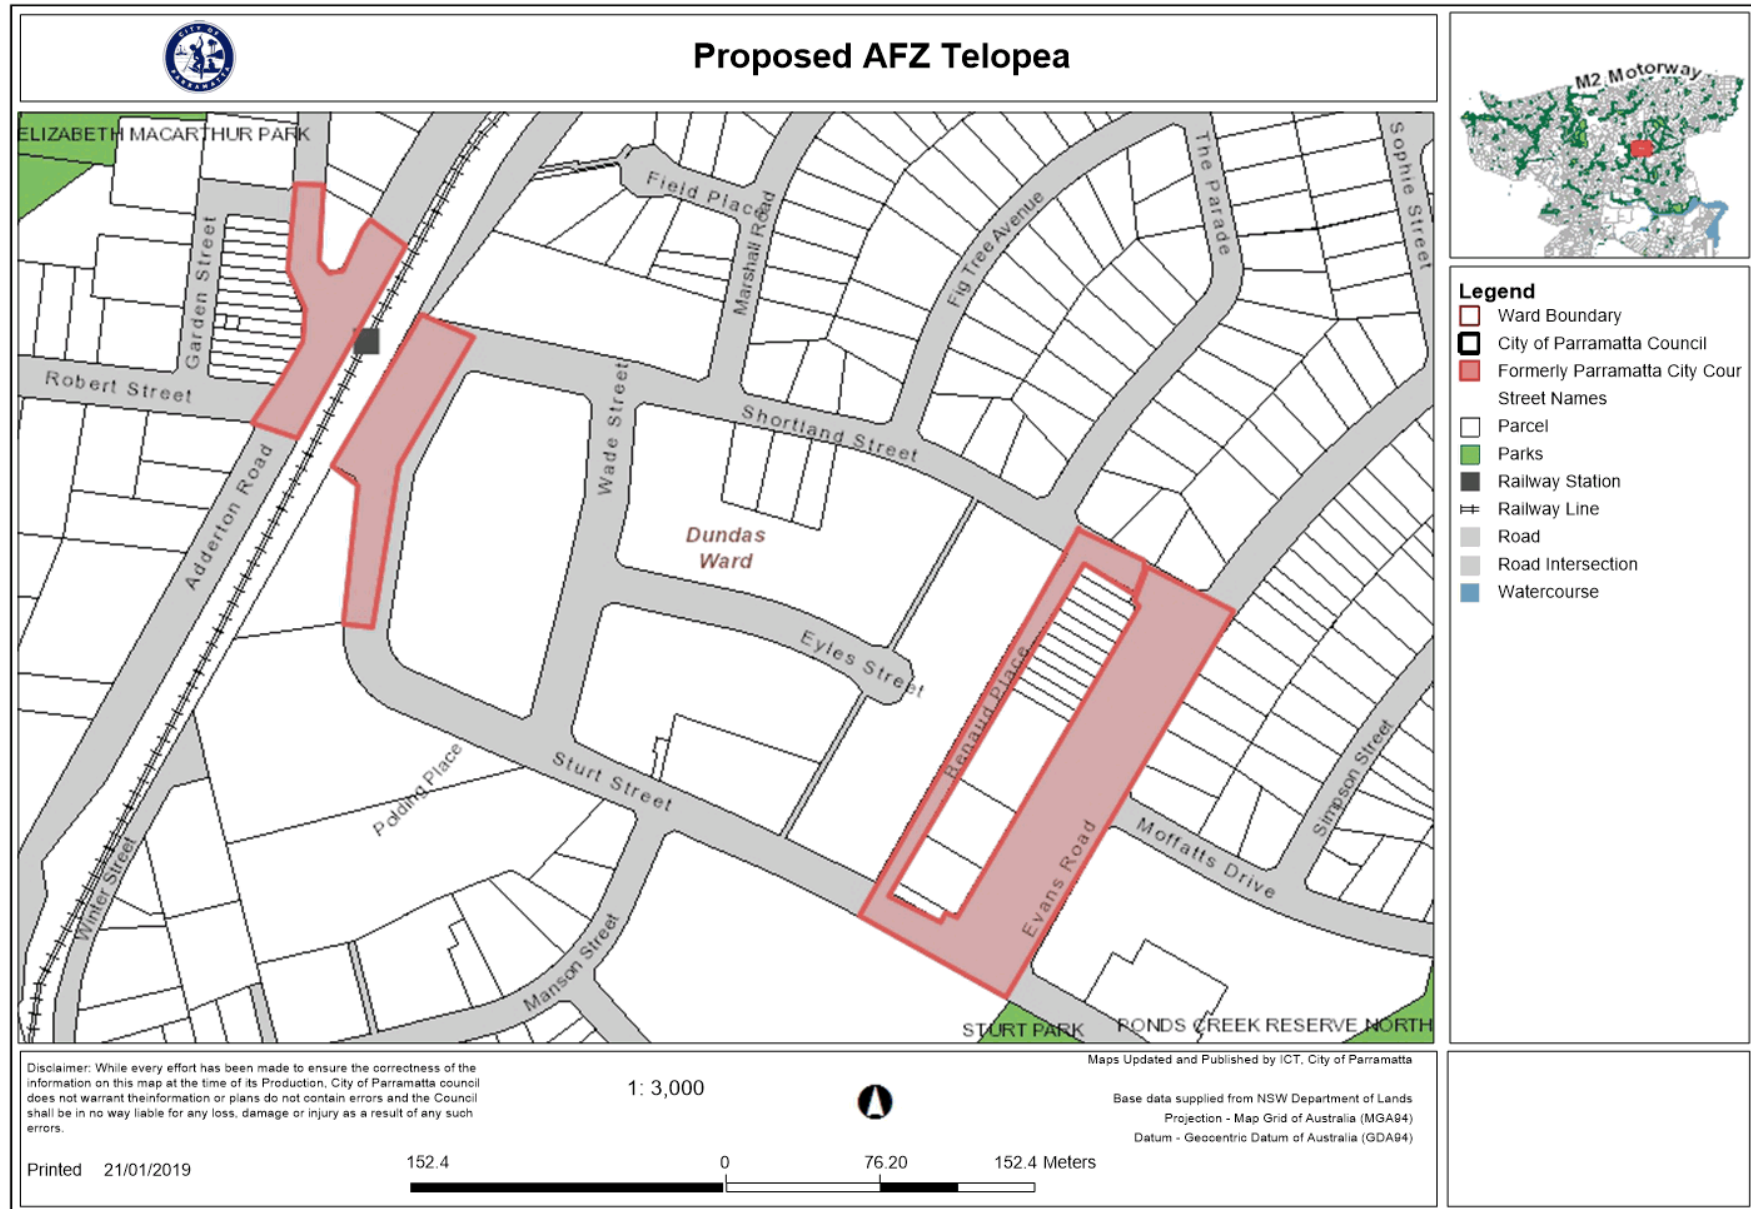 CITY OF
PARRAMATTA
Proposed AFZ Telopea
M2 Motorway
ELIZABETH MACARTHUR PARK
Field Place
Marshall Road
Fig Tree Avenue
The Parade
Sophie Street
Garden Street
Robert Street
Adderton Road
Wade Street
Shortland Street
Dundas
Ward
Eyles Street
Benaud Place
Evans Road
Simpson Street
Moffatts Drive
Sturt Street
Polding Place
Winter Street
Manson Street
STURT PARK
PONDS CREEK RESERVE NORTH
Legend
Ward Boundary
City of Parramatta Council
Formerly Parramatta City Cour
Street Names
Parcel
Parks
Railway Station
Railway Line
Road
Road Intersection
Watercourse
Disclaimer: While every effort has been made to ensure the correctness of the
information on this map at the time of its Production, City of Parramatta council
does not warrant theinformation or plans do not contain errors and the Council
shall be in no way liable for any loss, damage or injury as a result of any such
errors.
Printed 21/01/2019
1: 3,000
152.4 0 76.20 152.4 Meters
Maps Updated and Published by ICT, City of Parramatta
Base data supplied from NSW Department of Lands
Projection - Map Grid of Australia (MGA94)
Datum - Geocentric Datum of Australia (GDA94)